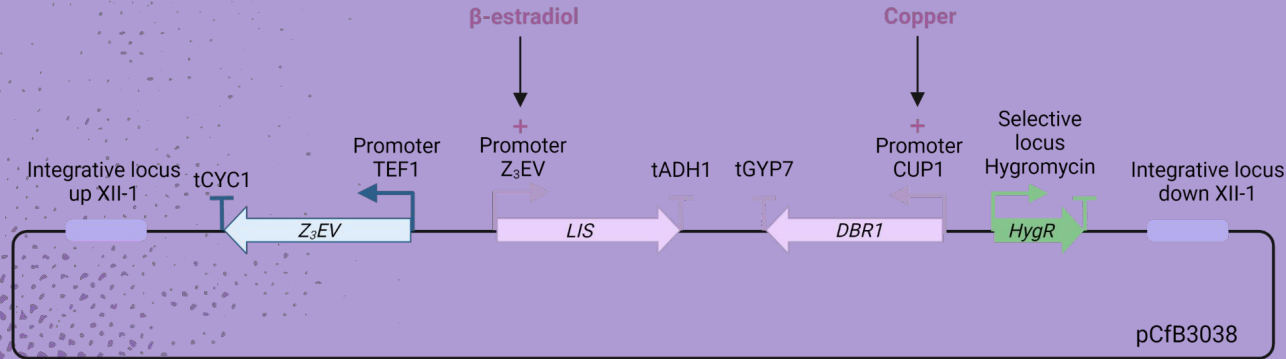 β-estradiol
Copper
Integrative locus
up XII-1
tCYC1
Promoter
TEF1
+
Promoter
Z₃EV
tADH1
tGYP7
+
Promoter
CUP1
Selective
locus
Hygromycin
Integrative locus
down XII-1
Z₃EV
LIS
DBR1
HygR
pCfB3038